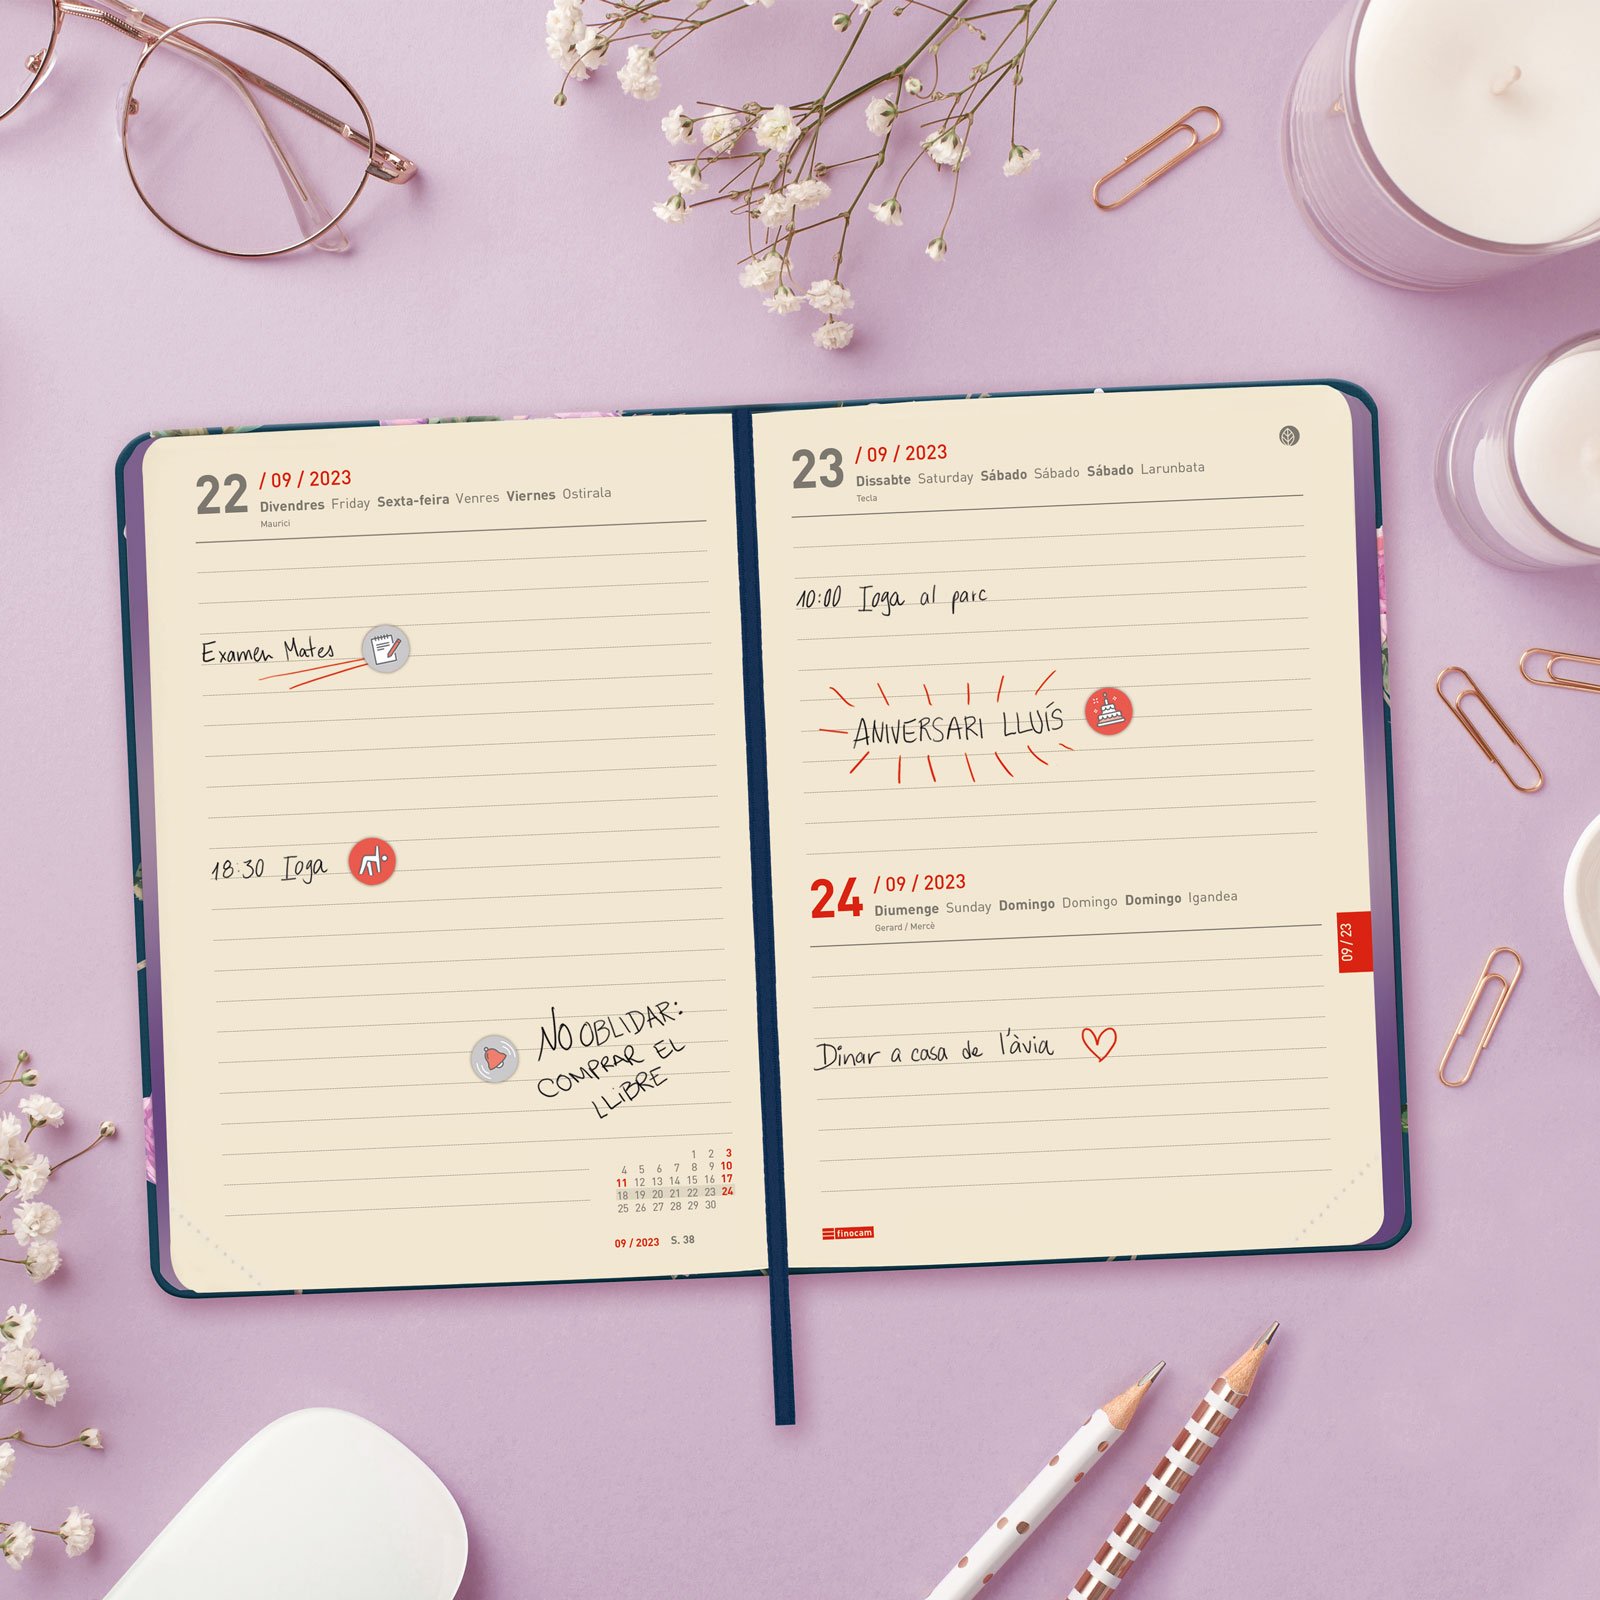 22 / 09 / 2023
Divendres Friday Sexta-feira Venres Viernes Ostirala
Maurici
Examen Mates
18:30 Ioga
NO OBLIDAR:
COMPRAR EL
LLIBRE
1 2 3
4 5 6 7 8 9 10
11 12 13 14 15 16 17
18 19 20 21 22 23 24
25 26 27 28 29 30
09 / 2023 S. 38
23 / 09 / 2023
Dissabte Saturday Sábado Sábado Sábado Larunbata
Tecla
10:00 Ioga al parc
ANIVERSARI LLUÍS
24 / 09 / 2023
Diumenge Sunday Domingo Domingo Domingo Igandea
Gerard / Mercè
09 / 23
Dinar a casa de l'àvia
finocam